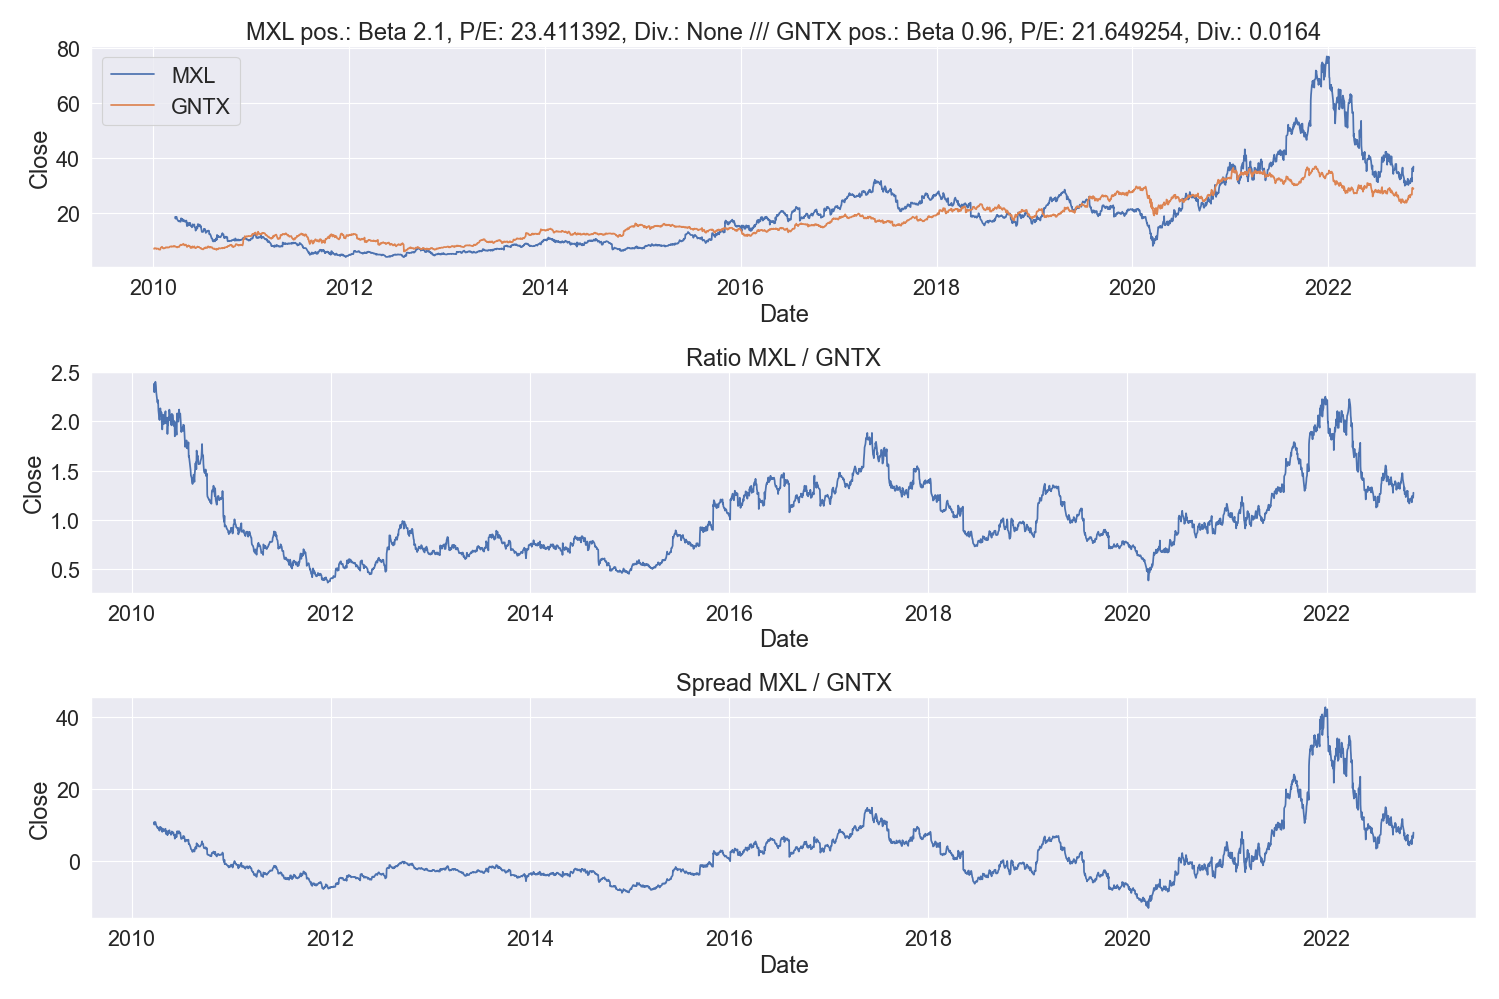 MXL pos.: Beta 2.1, P/E: 23.411392, Div.: None /// GNTX pos.: Beta 0.96, P/E: 21.649254, Div.: 0.0164
MXL
GNTX
Close
80
60
40
20
2010 2012 2014 2016 2018 2020 2022
Date
Ratio MXL / GNTX
Close
2.5
2.0
1.5
1.0
0.5
2010 2012 2014 2016 2018 2020 2022
Date
Spread MXL / GNTX
Close
40
20
0
2010 2012 2014 2016 2018 2020 2022
Date